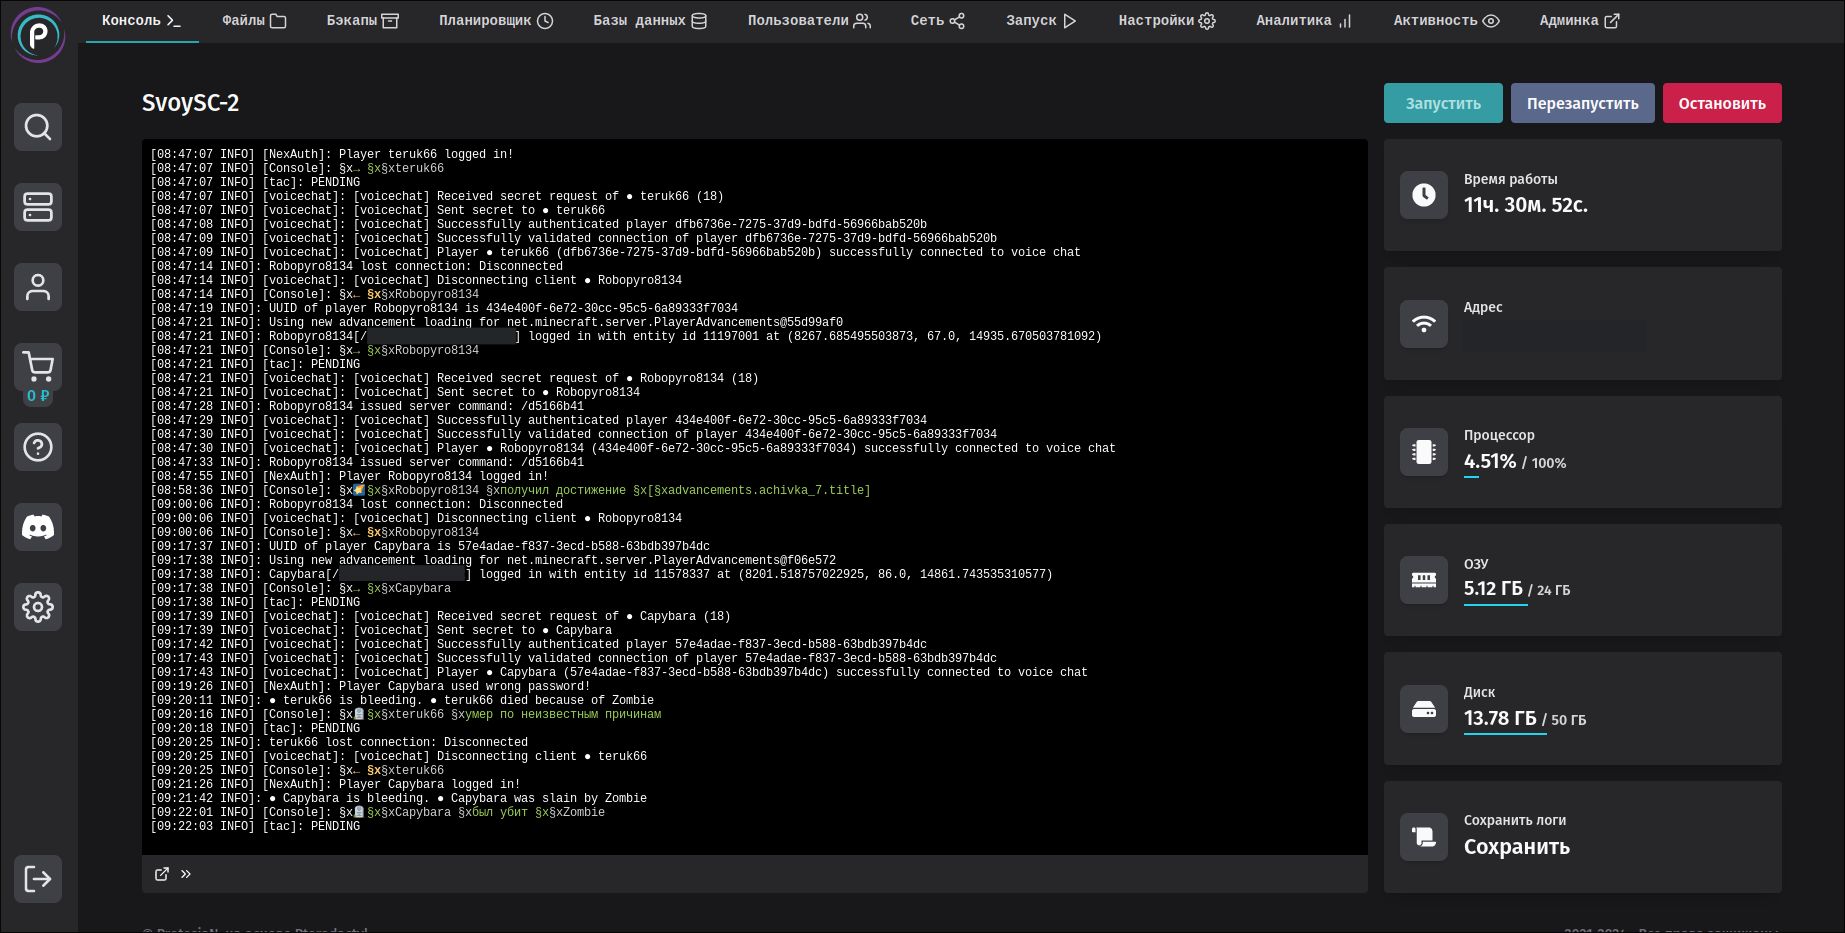 Консоль Файлы Бэкапы Планировщик Базы данных Пользователи Сеть Запуск Настройки Аналитика Активность Админка
P
0 ₽
SvoySC-2
Запустить Перезапустить Остановить
[08:47:07 INFO] [NexAuth]: Player teruk66 logged in!
[08:47:07 INFO] [Console]: §x→ §x§xteruk66
[08:47:07 INFO] [tac]: PENDING
[08:47:07 INFO] [voicechat]: [voicechat] Received secret request of ● teruk66 (18)
[08:47:07 INFO] [voicechat]: [voicechat] Sent secret to ● teruk66
[08:47:08 INFO] [voicechat]: [voicechat] Successfully authenticated player dfb6736e-7275-37d9-bdfd-56966bab520b
[08:47:09 INFO] [voicechat]: [voicechat] Successfully validated connection of player dfb6736e-7275-37d9-bdfd-56966bab520b
[08:47:09 INFO] [voicechat]: [voicechat] Player ● teruk66 (dfb6736e-7275-37d9-bdfd-56966bab520b) successfully connected to voice chat
[08:47:14 INFO]: Robopyro8134 lost connection: Disconnected
[08:47:14 INFO] [voicechat]: [voicechat] Disconnecting client ● Robopyro8134
[08:47:14 INFO] [Console]: §x← §x§xRobopyro8134
[08:47:19 INFO]: UUID of player Robopyro8134 is 434e400f-6e72-30cc-95c5-6a89333f7034
[08:47:21 INFO]: Using new advancement loading for net.minecraft.server.PlayerAdvancements@55d99af0
[08:47:21 INFO]: Robopyro8134[/ ] logged in with entity id 11197001 at (8267.685495503873, 67.0, 14935.670503781092)
[08:47:21 INFO] [Console]: §x→ §x§xRobopyro8134
[08:47:21 INFO] [tac]: PENDING
[08:47:21 INFO] [voicechat]: [voicechat] Received secret request of ● Robopyro8134 (18)
[08:47:21 INFO] [voicechat]: [voicechat] Sent secret to ● Robopyro8134
[08:47:28 INFO]: Robopyro8134 issued server command: /d5166b41
[08:47:29 INFO] [voicechat]: [voicechat] Successfully authenticated player 434e400f-6e72-30cc-95c5-6a89333f7034
[08:47:30 INFO] [voicechat]: [voicechat] Successfully validated connection of player 434e400f-6e72-30cc-95c5-6a89333f7034
[08:47:30 INFO] [voicechat]: [voicechat] Player ● Robopyro8134 (434e400f-6e72-30cc-95c5-6a89333f7034) successfully connected to voice chat
[08:47:33 INFO]: Robopyro8134 issued server command: /d5166b41
[08:47:55 INFO] [NexAuth]: Player Robopyro8134 logged in!
[08:58:36 INFO] [Console]: §x §x§xRobopyro8134 §xполучил достижение §x[§xadvancements.achivka_7.title]
[09:00:06 INFO]: Robopyro8134 lost connection: Disconnected
[09:00:06 INFO] [voicechat]: [voicechat] Disconnecting client ● Robopyro8134
[09:00:06 INFO] [Console]: §x← §x§xRobopyro8134
[09:17:37 INFO]: UUID of player Capybara is 57e4adae-f837-3ecd-b588-63bdb397b4dc
[09:17:38 INFO]: Using new advancement loading for net.minecraft.server.PlayerAdvancements@f06e572
[09:17:38 INFO]: Capybara[/ ] logged in with entity id 11578337 at (8201.518757022925, 86.0, 14861.743535310577)
[09:17:38 INFO] [Console]: §x→ §x§xCapybara
[09:17:38 INFO] [tac]: PENDING
[09:17:39 INFO] [voicechat]: [voicechat] Received secret request of ● Capybara (18)
[09:17:39 INFO] [voicechat]: [voicechat] Sent secret to ● Capybara
[09:17:42 INFO] [voicechat]: [voicechat] Successfully authenticated player 57e4adae-f837-3ecd-b588-63bdb397b4dc
[09:17:43 INFO] [voicechat]: [voicechat] Successfully validated connection of player 57e4adae-f837-3ecd-b588-63bdb397b4dc
[09:17:43 INFO] [voicechat]: [voicechat] Player ● Capybara (57e4adae-f837-3ecd-b588-63bdb397b4dc) successfully connected to voice chat
[09:19:26 INFO] [NexAuth]: Player Capybara used wrong password!
[09:20:11 INFO]: ● teruk66 is bleeding. ● teruk66 died because of Zombie
[09:20:16 INFO] [Console]: §x §x§xteruk66 §xумер по неизвестным причинам
[09:20:18 INFO] [tac]: PENDING
[09:20:25 INFO]: teruk66 lost connection: Disconnected
[09:20:25 INFO] [voicechat]: [voicechat] Disconnecting client ● teruk66
[09:20:25 INFO] [Console]: §x← §x§xteruk66
[09:21:26 INFO] [NexAuth]: Player Capybara logged in!
[09:21:42 INFO]: ● Capybara is bleeding. ● Capybara was slain by Zombie
[09:22:01 INFO] [Console]: §x §x§xCapybara §xбыл убит §x§xZombie
[09:22:03 INFO] [tac]: PENDING
»
Время работы
11ч. 30м. 52с.
Адрес
Процессор
4.51% / 100%
ОЗУ
5.12 ГБ / 24 ГБ
Диск
13.78 ГБ / 50 ГБ
Сохранить логи
Сохранить